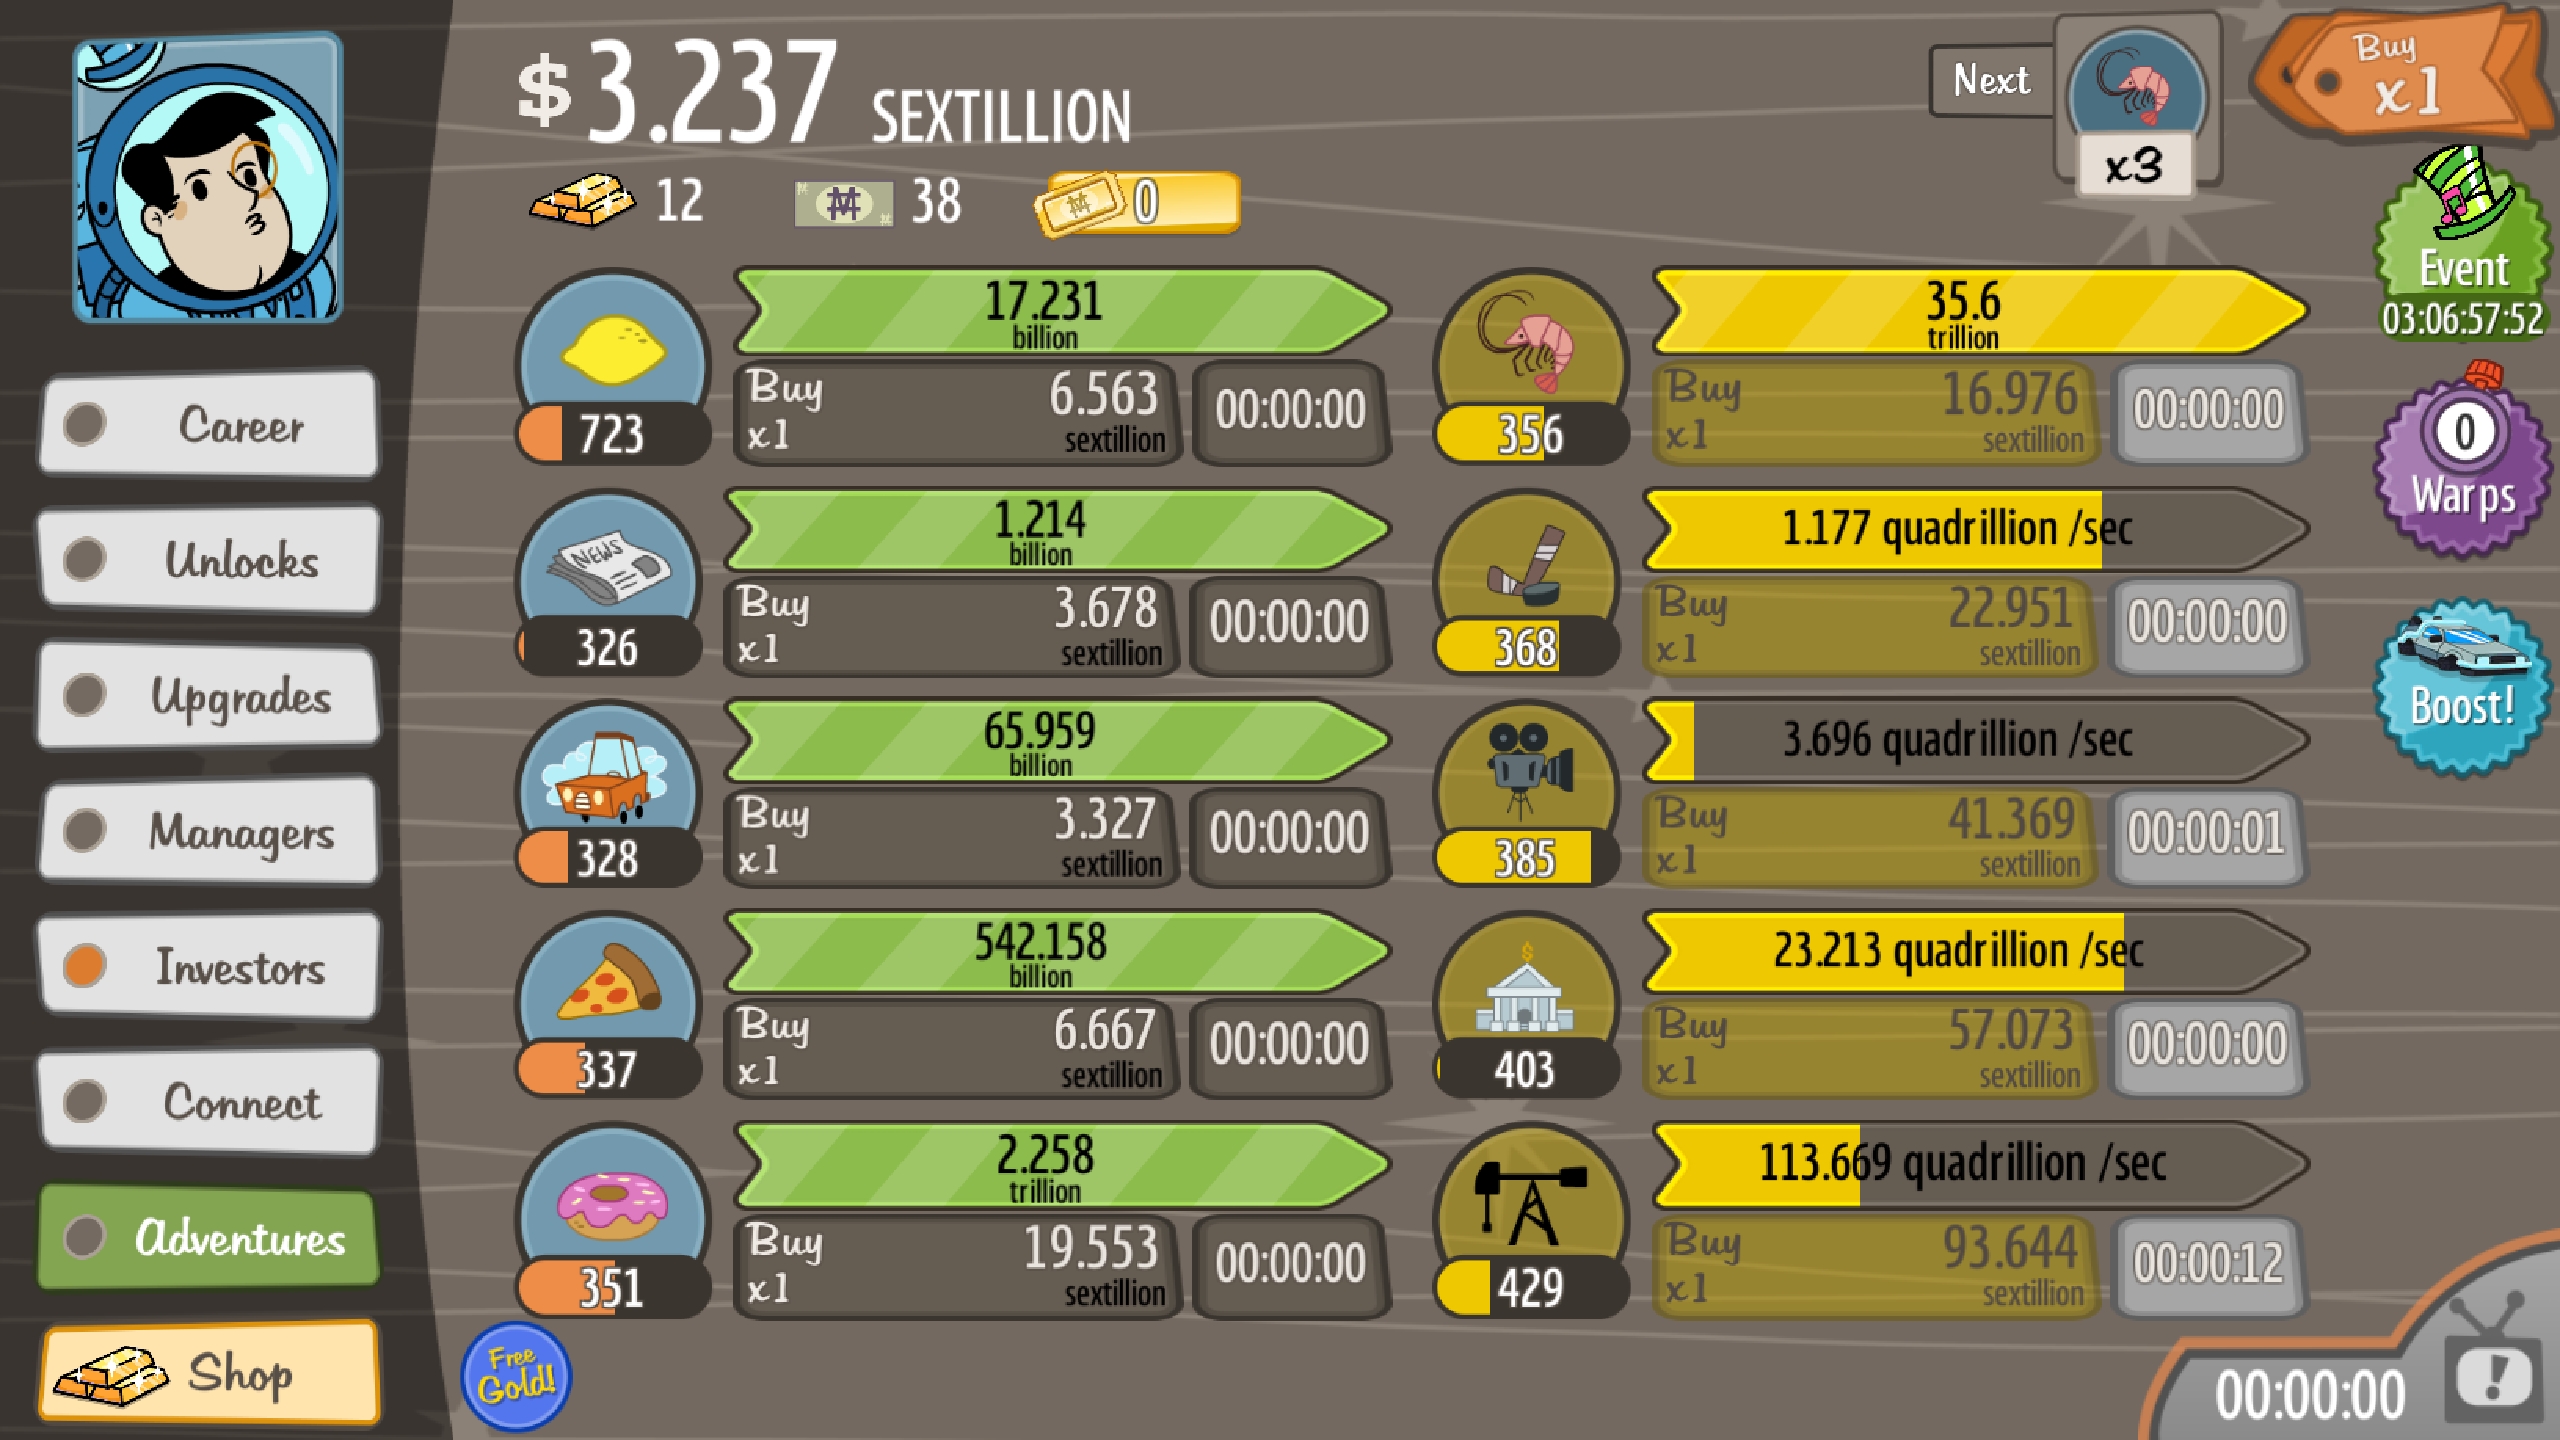 $ 3.237 SEXTILLION
Next
x3
Buy
x1
12
38
0
Event
03:06:57:52
0
Warps
Boost!
Career
Unlocks
Upgrades
Managers
Investors
Connect
Adventures
Shop
Free
Gold!
17.231
billion
723
Buy
x1
6.563
sextillion
00:00:00
NEWS
1.214
billion
326
Buy
x1
3.678
sextillion
00:00:00
65.959
billion
328
Buy
x1
3.327
sextillion
00:00:00
542.158
billion
337
Buy
x1
6.667
sextillion
00:00:00
2.258
trillion
351
Buy
x1
19.553
sextillion
00:00:00
35.6
trillion
356
Buy
x1
16.976
sextillion
00:00:00
1.177 quadrillion /sec
368
Buy
x1
22.951
sextillion
00:00:00
3.696 quadrillion /sec
385
Buy
x1
41.369
sextillion
00:00:01
$
23.213 quadrillion /sec
403
Buy
x1
57.073
sextillion
00:00:00
113.669 quadrillion /sec
429
Buy
x1
93.644
sextillion
00:00:12
00:00:00
!